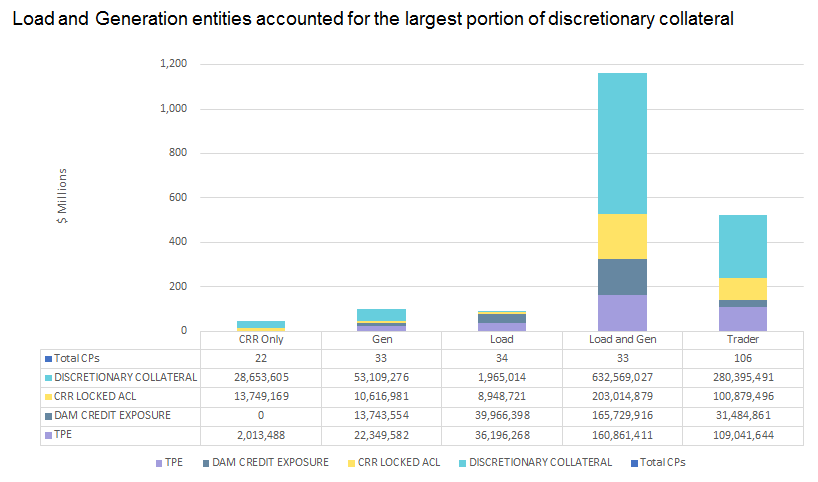 Load and Generation entities accounted for the largest portion of discretionary collateral
1,200
1,000
800
600
400
200
0
$ Millions
CRR Only Gen Load Load and Gen Trader
Total CPs 22 33 34 33 106
DISCRETIONARY COLLATERAL 28,653,605 53,109,276 1,965,014 632,569,027 280,395,491
CRR LOCKED ACL 13,749,169 10,616,981 8,948,721 203,014,879 100,879,496
DAM CREDIT EXPOSURE 0 13,743,554 39,966,398 165,729,916 31,484,861
TPE 2,013,488 22,349,582 36,196,268 160,861,411 109,041,644
TPE DAM CREDIT EXPOSURE CRR LOCKED ACL DISCRETIONARY COLLATERAL Total CPs